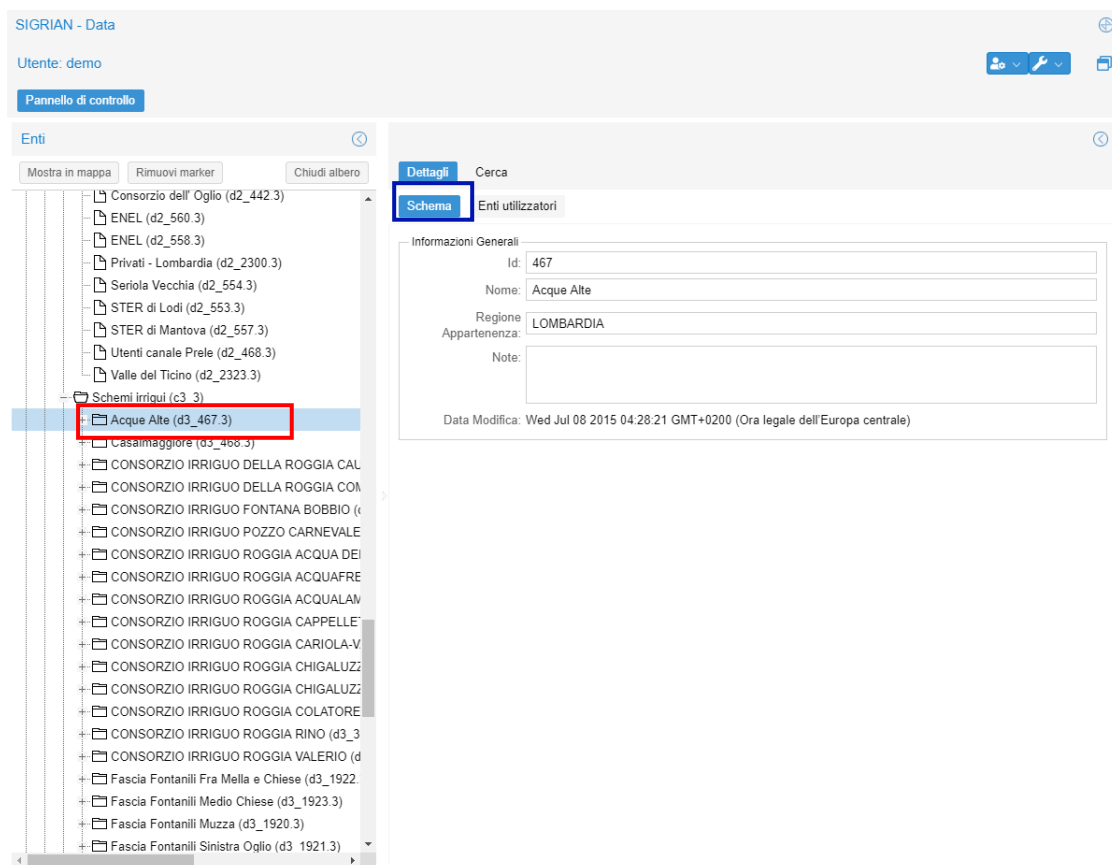 SIGRIAN - Data
Utente: demo
Pannello di controllo
Enti
Mostra in mappa Rimuovi marker Chiudi albero
Consorzio dell' Oglio (d2_442.3)
ENEL (d2_560.3)
ENEL (d2_558.3)
Privati - Lombardia (d2_2300.3)
Seriola Vecchia (d2_554.3)
STER di Lodi (d2_553.3)
STER di Mantova (d2_557.3)
Utenti canale Prele (d2_468.3)
Valle del Ticino (d2_2323.3)
Schemi irrigui (c3_3)
Acque Alte (d3_467.3)
Casalmaggiore (d3_468.3)
CONSORZIO IRRIGUO DELLA ROGGIA CAU
CONSORZIO IRRIGUO DELLA ROGGIA COM
CONSORZIO IRRIGUO FONTANA BOBBIO (d
CONSORZIO IRRIGUO POZZO CARNEVALE
CONSORZIO IRRIGUO ROGGIA ACQUA DEI
CONSORZIO IRRIGUO ROGGIA ACQUAFRE
CONSORZIO IRRIGUO ROGGIA ACQUALAM
CONSORZIO IRRIGUO ROGGIA CAPPELLET
CONSORZIO IRRIGUO ROGGIA CARIOLA-V
CONSORZIO IRRIGUO ROGGIA CHIGALUZZ
CONSORZIO IRRIGUO ROGGIA CHIGALUZZ
CONSORZIO IRRIGUO ROGGIA COLATORE
CONSORZIO IRRIGUO ROGGIA RINO (d3_3
CONSORZIO IRRIGUO ROGGIA VALERIO (d
Fascia Fontanili Fra Mella e Chiese (d3_1922.
Fascia Fontanili Medio Chiese (d3_1923.3)
Fascia Fontanili Muzza (d3_1920.3)
Fascia Fontanili Sinistra Oglio (d3_1921.3)
Dettagli Cerca
Schema Enti utilizzatori
Informazioni Generali
Id: 467
Nome: Acque Alte
Regione Appartenenza: LOMBARDIA
Note:
Data Modifica: Wed Jul 08 2015 04:28:21 GMT+0200 (Ora legale dell'Europa centrale)